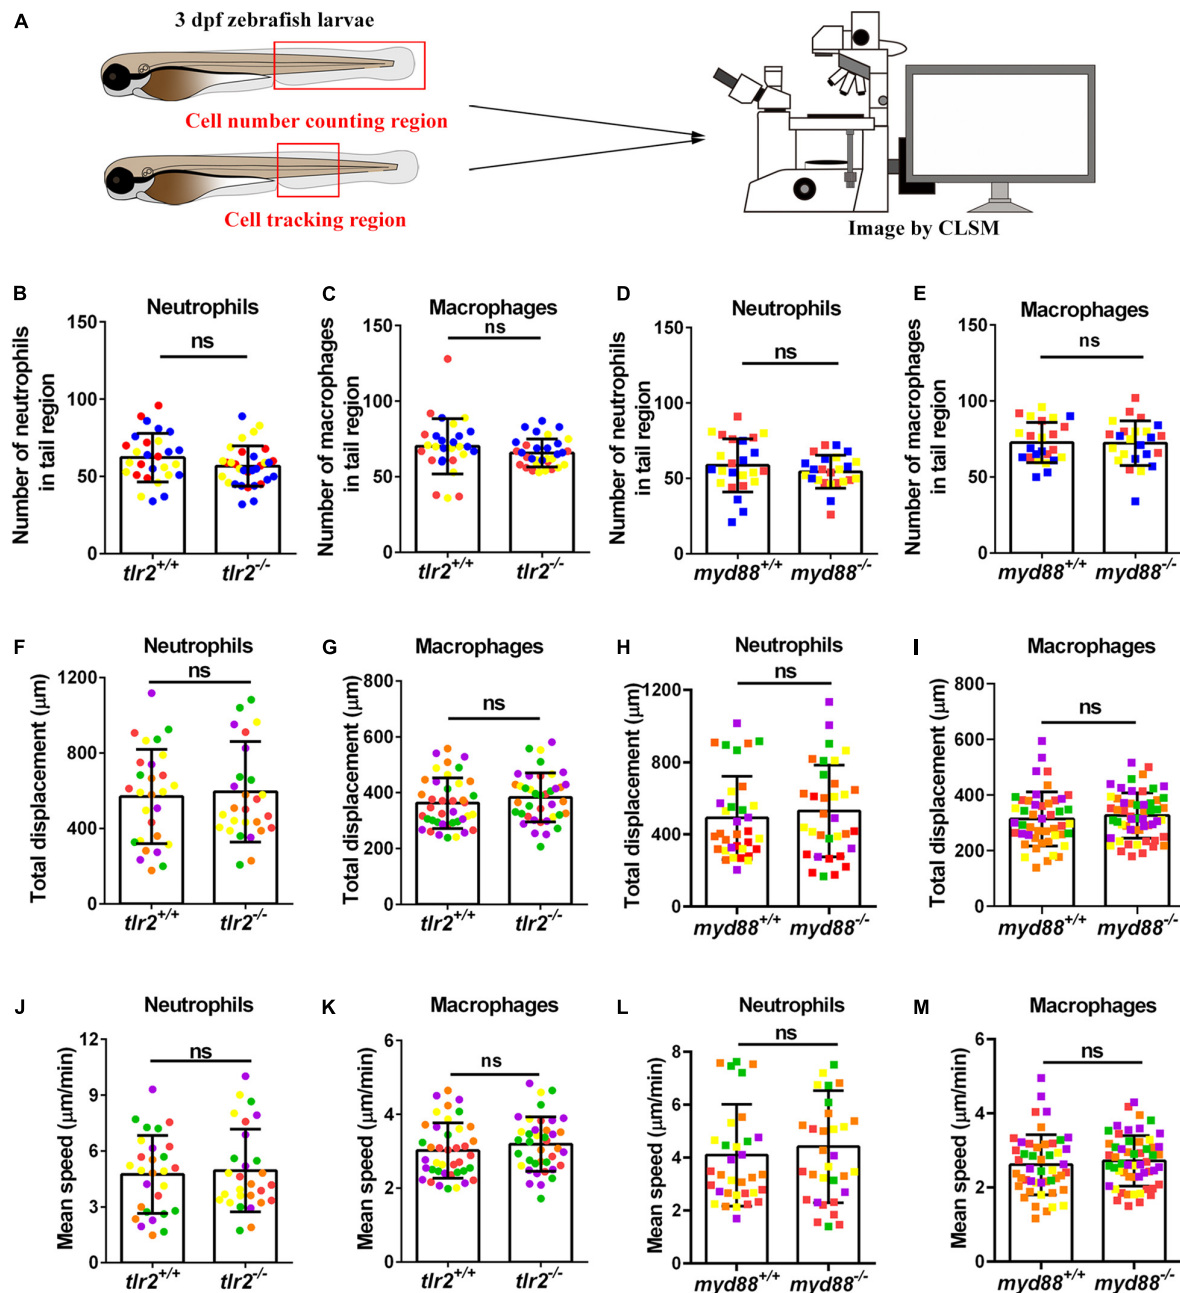 A
3 dpf zebrafish larvae
Cell number counting region
Cell tracking region
Image by CLSM
B
Neutrophils
Number of neutrophils
in tail region
150
100
50
0
ns
tlr2+/+
tlr2-/-
C
Macrophages
Number of macrophages
in tail region
150
100
50
0
ns
tlr2+/+
tlr2-/-
D
Neutrophils
Number of neutrophils
in tail region
150
100
50
0
ns
myd88+/+
myd88-/-
E
Macrophages
Number of macrophages
in tail region
150
100
50
0
ns
myd88+/+
myd88-/-
F
Neutrophils
Total displacement (μm)
1200
800
400
0
ns
tlr2+/+
tlr2-/-
G
Macrophages
Total displacement (μm)
800
600
400
200
0
ns
tlr2+/+
tlr2-/-
H
Neutrophils
Total displacement (μm)
1200
800
400
0
ns
myd88+/+
myd88-/-
I
Macrophages
Total displacement (μm)
800
600
400
200
0
ns
myd88+/+
myd88-/-
J
Neutrophils
Mean speed (μm/min)
12
9
6
3
0
ns
tlr2+/+
tlr2-/-
K
Macrophages
Mean speed (μm/min)
6
4
2
0
ns
tlr2+/+
tlr2-/-
L
Neutrophils
Mean speed (μm/min)
8
6
4
2
0
ns
myd88+/+
myd88-/-
M
Macrophages
Mean speed (μm/min)
6
4
2
0
ns
myd88+/+
myd88-/-